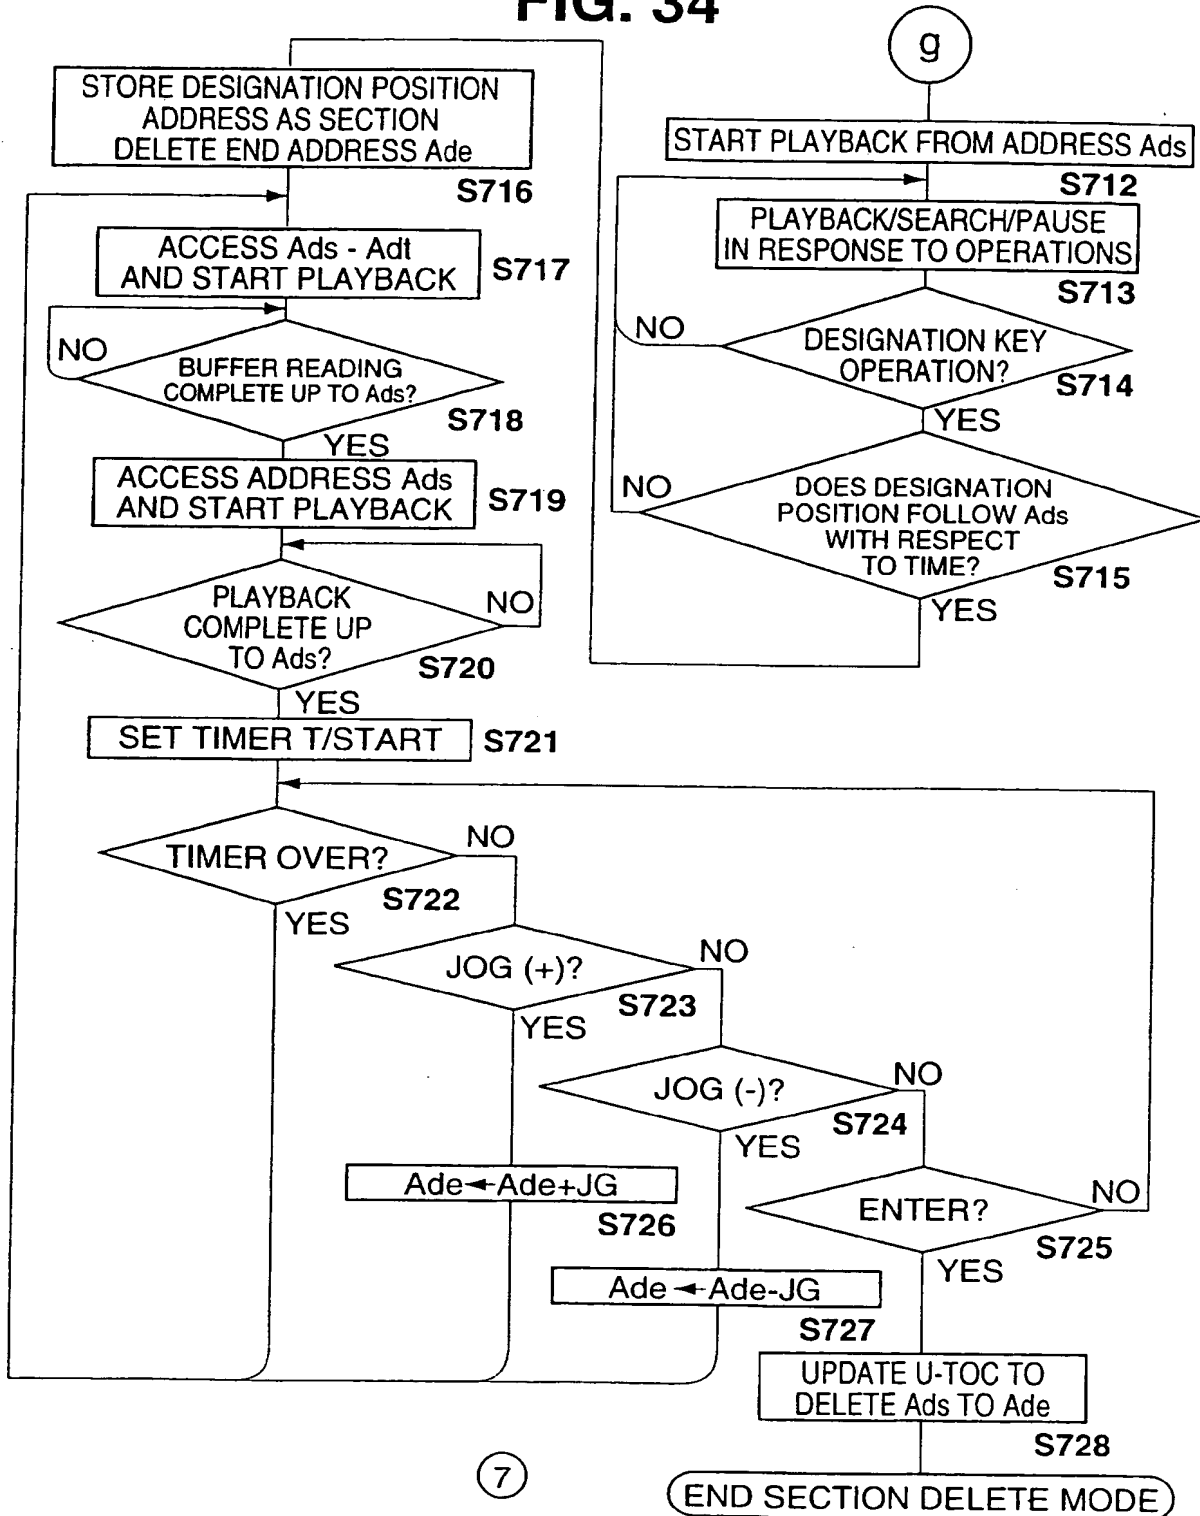 FIG. 34
g
START PLAYBACK FROM ADDRESS Ads
S712
PLAYBACK/SEARCH/PAUSE
IN RESPONSE TO OPERATIONS
S713
NO
DESIGNATION KEY
OPERATION?
S714
YES
NO
DOES DESIGNATION
POSITION FOLLOW Ads
WITH RESPECT
TO TIME?
S715
YES
STORE DESIGNATION POSITION
ADDRESS AS SECTION
DELETE END ADDRESS Ade
S716
ACCESS Ads - Adt
AND START PLAYBACK
S717
NO
BUFFER READING
COMPLETE UP TO Ads?
S718
YES
ACCESS ADDRESS Ads
AND START PLAYBACK
S719
PLAYBACK
COMPLETE UP
TO Ads?
NO
S720
YES
SET TIMER T/START
S721
TIMER OVER?
NO
S722
YES
JOG (+)?
NO
S723
YES
JOG (-)?
NO
S724
YES
Ade←Ade+JG
S726
ENTER?
NO
S725
YES
Ade←Ade-JG
S727
UPDATE U-TOC TO
DELETE Ads TO Ade
S728
7
END SECTION DELETE MODE